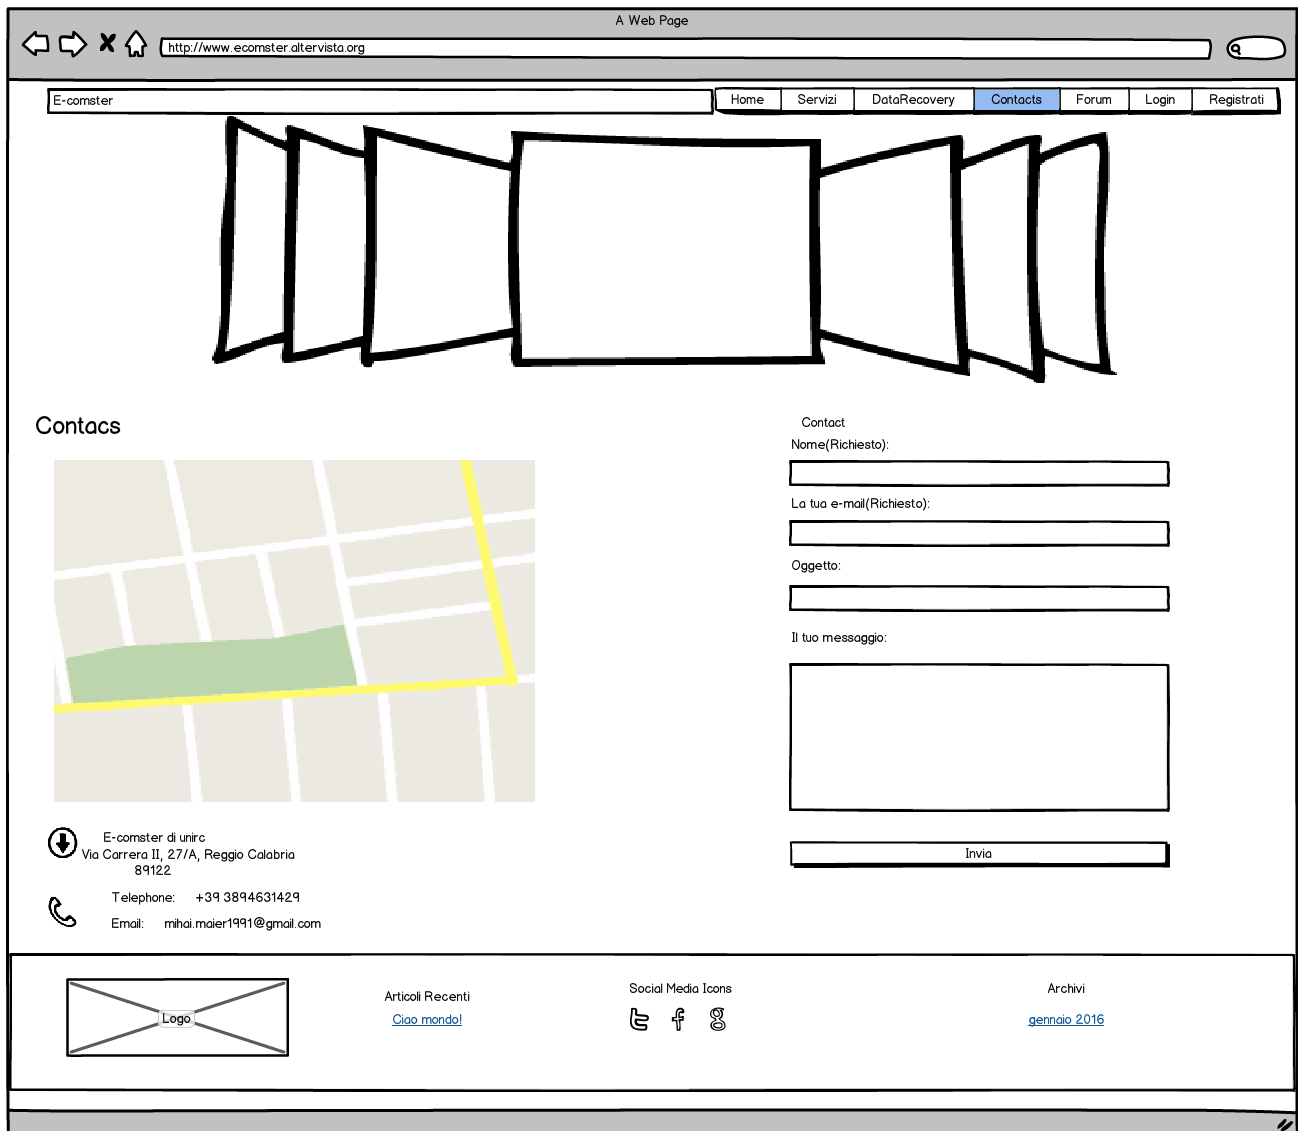 A Web Page
http://www.ecomster.altervista.org
E-comster
Home Servizi DataRecovery Contacts Forum Login Registrati
Contacs
Contact
Nome(Richiesto):
La tua e-mail(Richiesto):
Oggetto:
Il tuo messaggio:
Invia
E-comster di unirc
Via Carrera II, 27/A, Reggio Calabria
89122
Telephone: +39 3894631429
Email: mihai.maier1991@gmail.com
Logo
Articoli Recenti
Ciao mondo!
Social Media Icons
Archivi
gennaio 2016